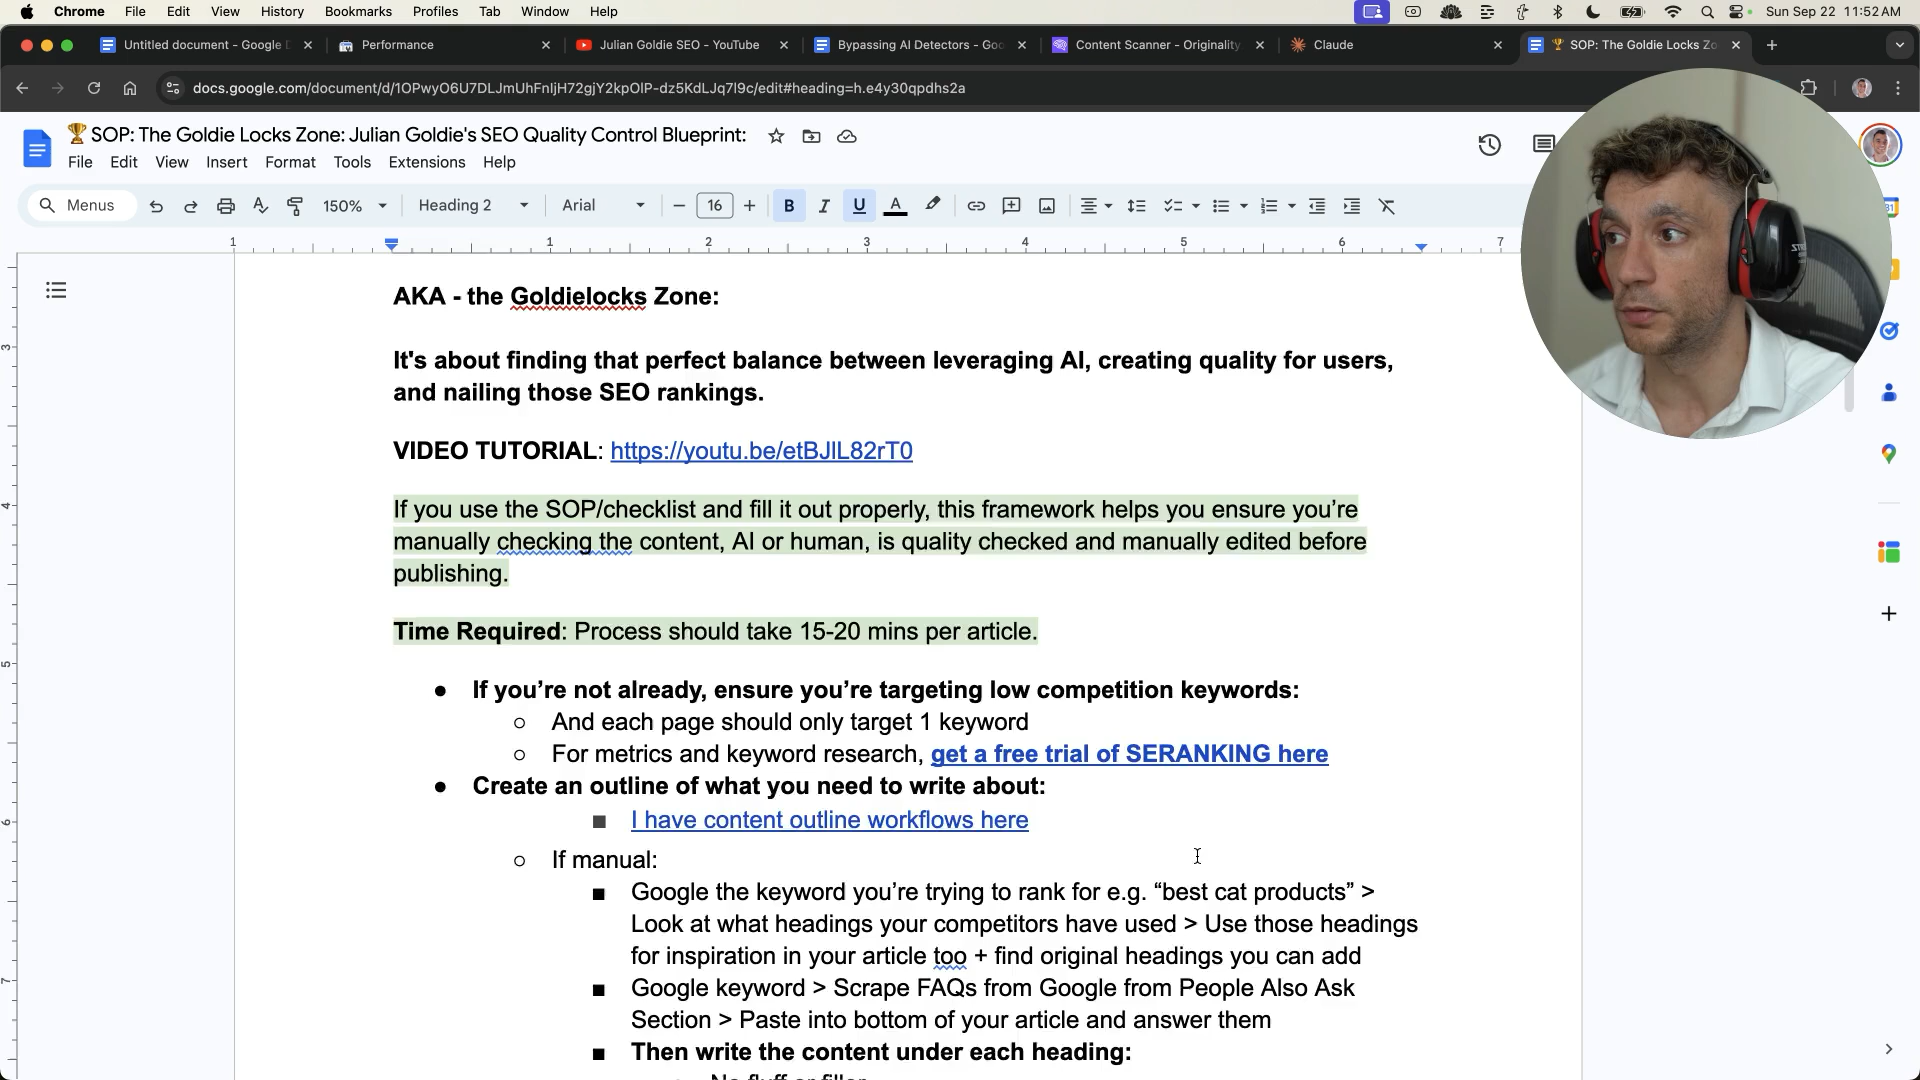 Chrome File Edit View History Bookmarks Profiles Tab Window Help Sun Sep 22 11:52AM
Untitled document - Google D Performance Julian Goldie SEO - YouTube Bypassing AI Detectors - Goo Content Scanner - Originality Claude 🏆 SOP: The Goldie Locks Zo
docs.google.com/document/d/1OPwyO6U7DLJmUhFnIjH72gjY2kpOIP-dz5KdLJq7l9c/edit#heading=h.e4y30qpdhs2a
🏆 SOP: The Goldie Locks Zone: Julian Goldie's SEO Quality Control Blueprint:
File Edit View Insert Format Tools Extensions Help
Menus 150% Heading 2 Arial 16 B I U A
1 1 2 3 4 5 6 7
AKA - the Goldielocks Zone:
It's about finding that perfect balance between leveraging AI, creating quality for users,
and nailing those SEO rankings.
VIDEO TUTORIAL: https://youtu.be/etBJlL82rT0
If you use the SOP/checklist and fill it out properly, this framework helps you ensure you’re
manually checking the content, AI or human, is quality checked and manually edited before
publishing.
Time Required: Process should take 15-20 mins per article.
● If you’re not already, ensure you’re targeting low competition keywords:
○ And each page should only target 1 keyword
○ For metrics and keyword research, get a free trial of SERANKING here
● Create an outline of what you need to write about:
■ I have content outline workflows here
○ If manual:
■ Google the keyword you’re trying to rank for e.g. “best cat products” >
Look at what headings your competitors have used > Use those headings
for inspiration in your article too + find original headings you can add
■ Google keyword > Scrape FAQs from Google from People Also Ask
Section > Paste into bottom of your article and answer them
■ Then write the content under each heading:
No fluff or filler